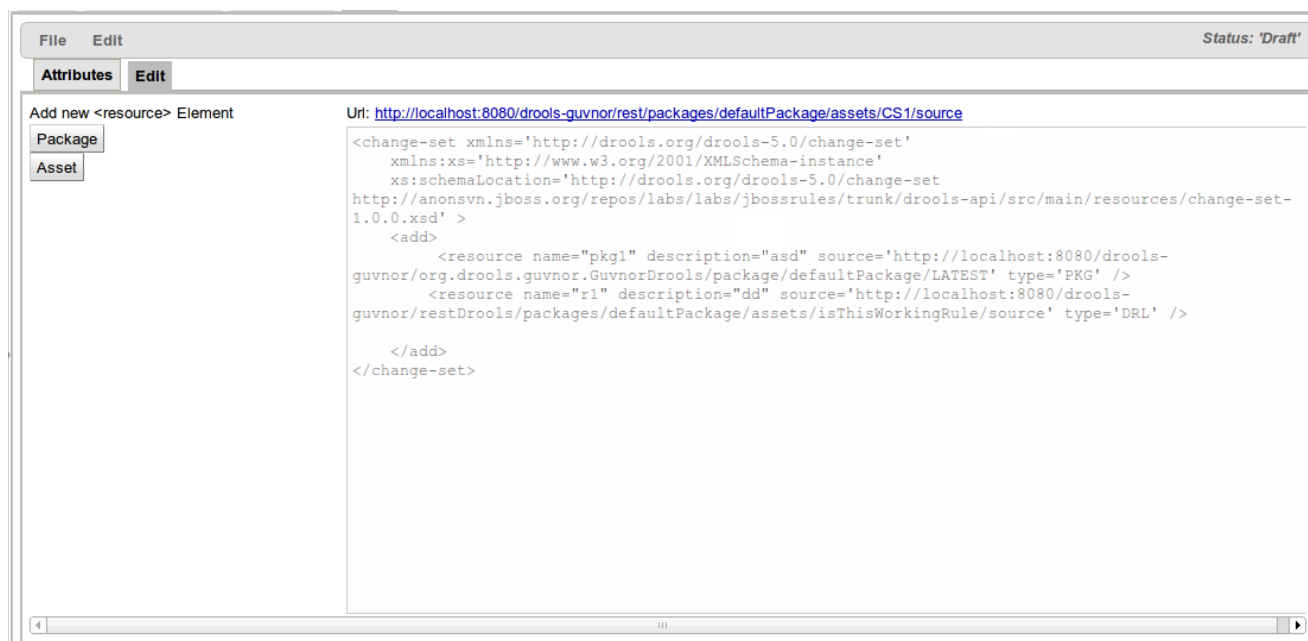 File Edit Status: 'Draft'
Attributes Edit
Add new <resource> Element Url: http://localhost:8080/drools-guvnor/rest/packages/defaultPackage/assets/CS1/source
Package
Asset
<change-set xmlns='http://drools.org/drools-5.0/change-set'
xmlns:xs='http://www.w3.org/2001/XMLSchema-instance'
xs:schemaLocation='http://drools.org/drools-5.0/change-set
http://anonsvn.jboss.org/repos/labs/labs/jbossrules/trunk/drools-api/src/main/resources/change-set-
1.0.0.xsd' >
<add>
<resource name="pkg1" description="asd" source='http://localhost:8080/drools-
guvnor/org.drools.guvnor.GuvnorDrools/package/defaultPackage/LATEST' type='PKG' />
<resource name="r1" description="dd" source='http://localhost:8080/drools-
guvnor/restDrools/packages/defaultPackage/assets/isThisWorkingRule/source' type='DRL' />
</add>
</change-set>